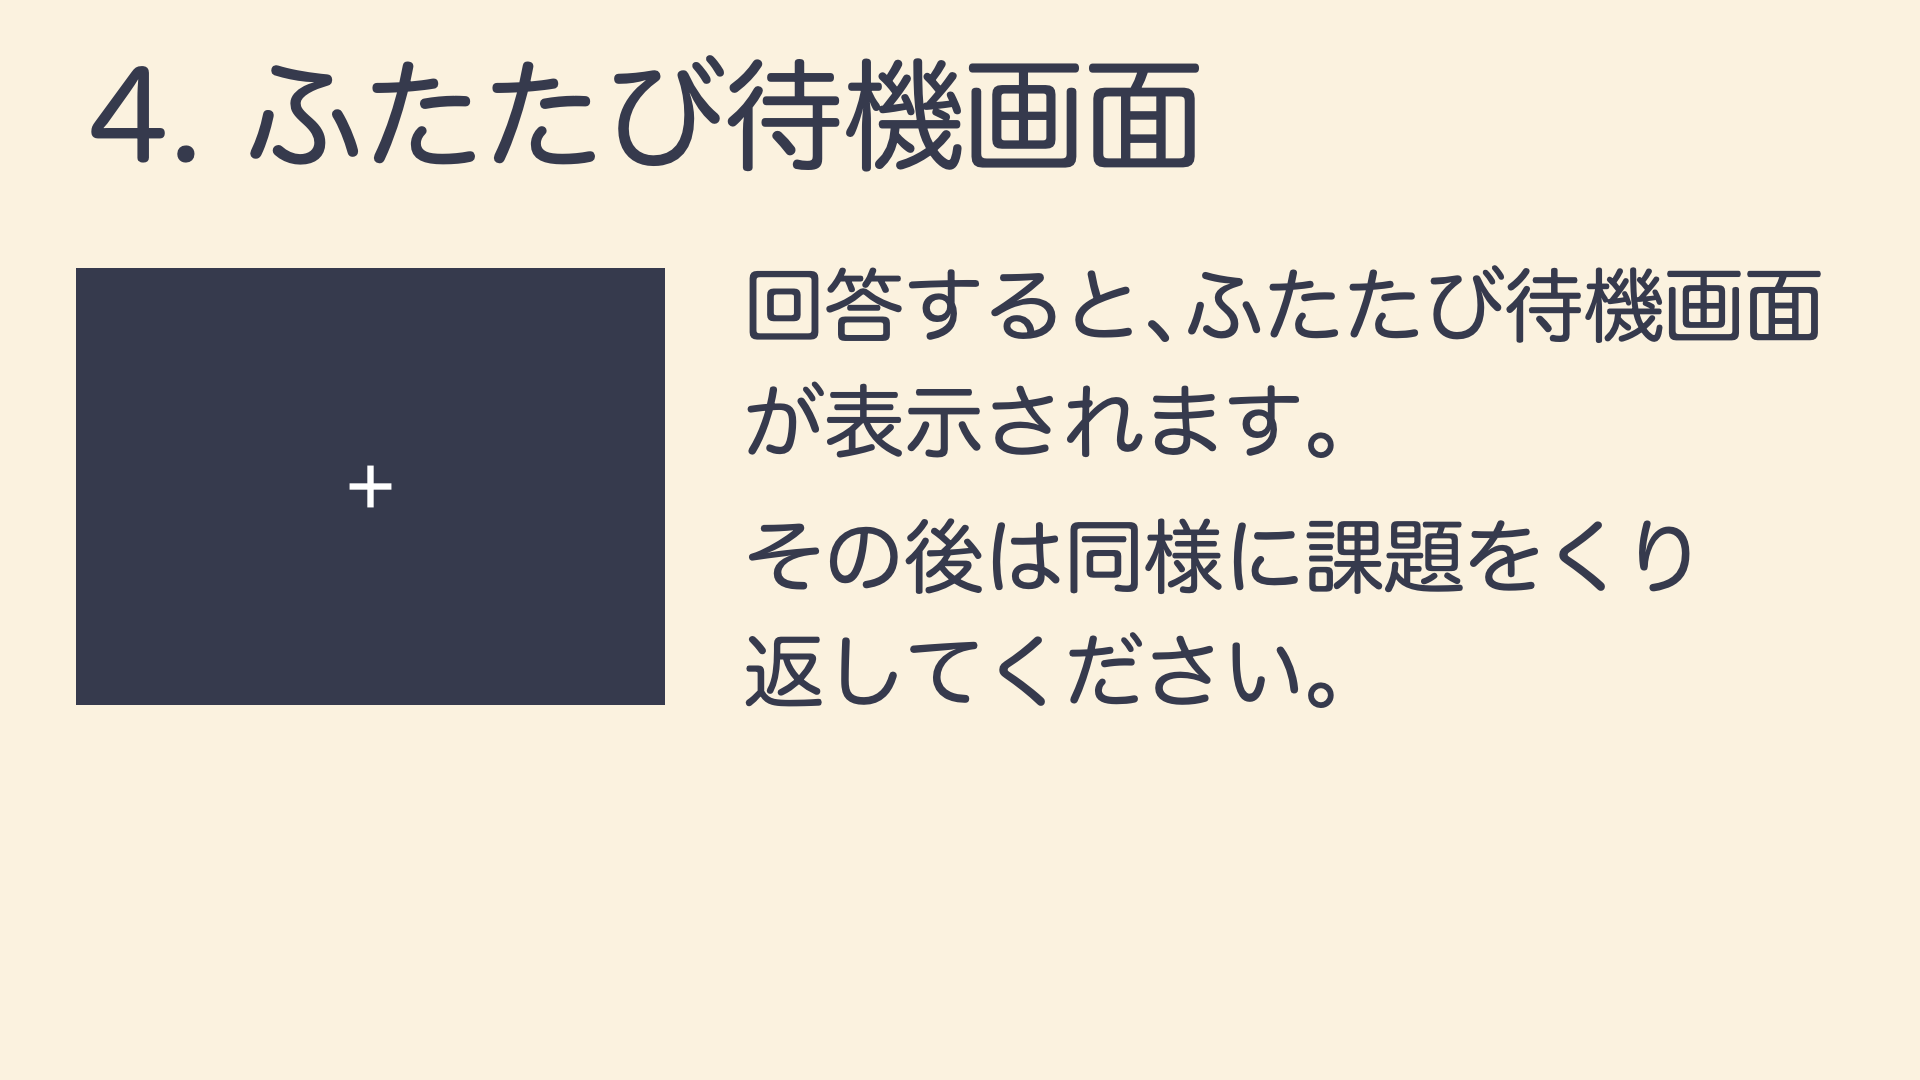 4. ふたたび待機画面
回答すると、ふたたび待機画面
が表示されます。
その後は同様に課題をくり
返してください。
+